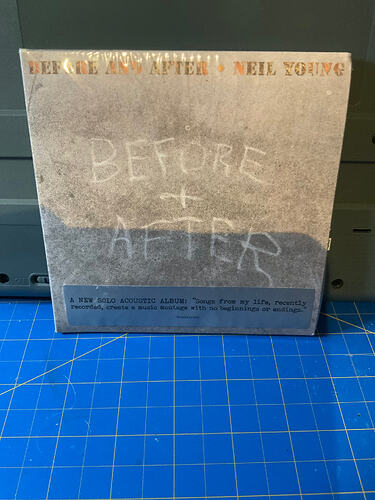 BEFORE AND AFTER • NEIL YOUNG
BEFORE
+
AFTER
A NEW SOLO ACOUSTIC ALBUM: "Songs from my life, recently
recorded, create a music montage with no beginnings or endings."